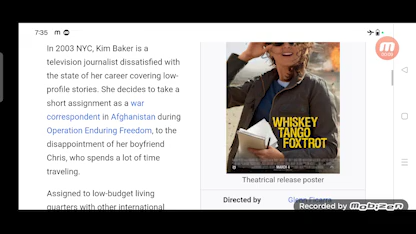 7:35
In 2003 NYC, Kim Baker is a
television journalist dissatisfied with
the state of her career covering low-
profile stories. She decides to take a
short assignment as a war
correspondent in Afghanistan during
Operation Enduring Freedom, to the
disappointment of her boyfriend
Chris, who spends a lot of time
traveling.
Assigned to low-budget living
quarters with other international
WHISKEY
TANGO
FOXTROT
MARCH 4
Theatrical release poster
Directed by
Recorded by MOBIZEN